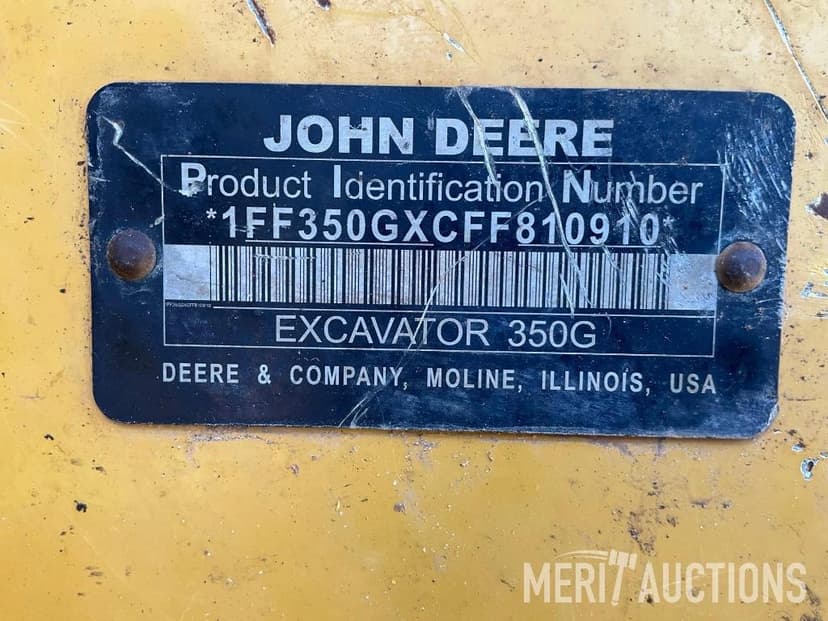 JOHN DEERE
Product Identification Number
*1FF350GXCFF810910*
EXCAVATOR 350G
DEERE & COMPANY, MOLINE, ILLINOIS, USA
MERIT AUCTIONS